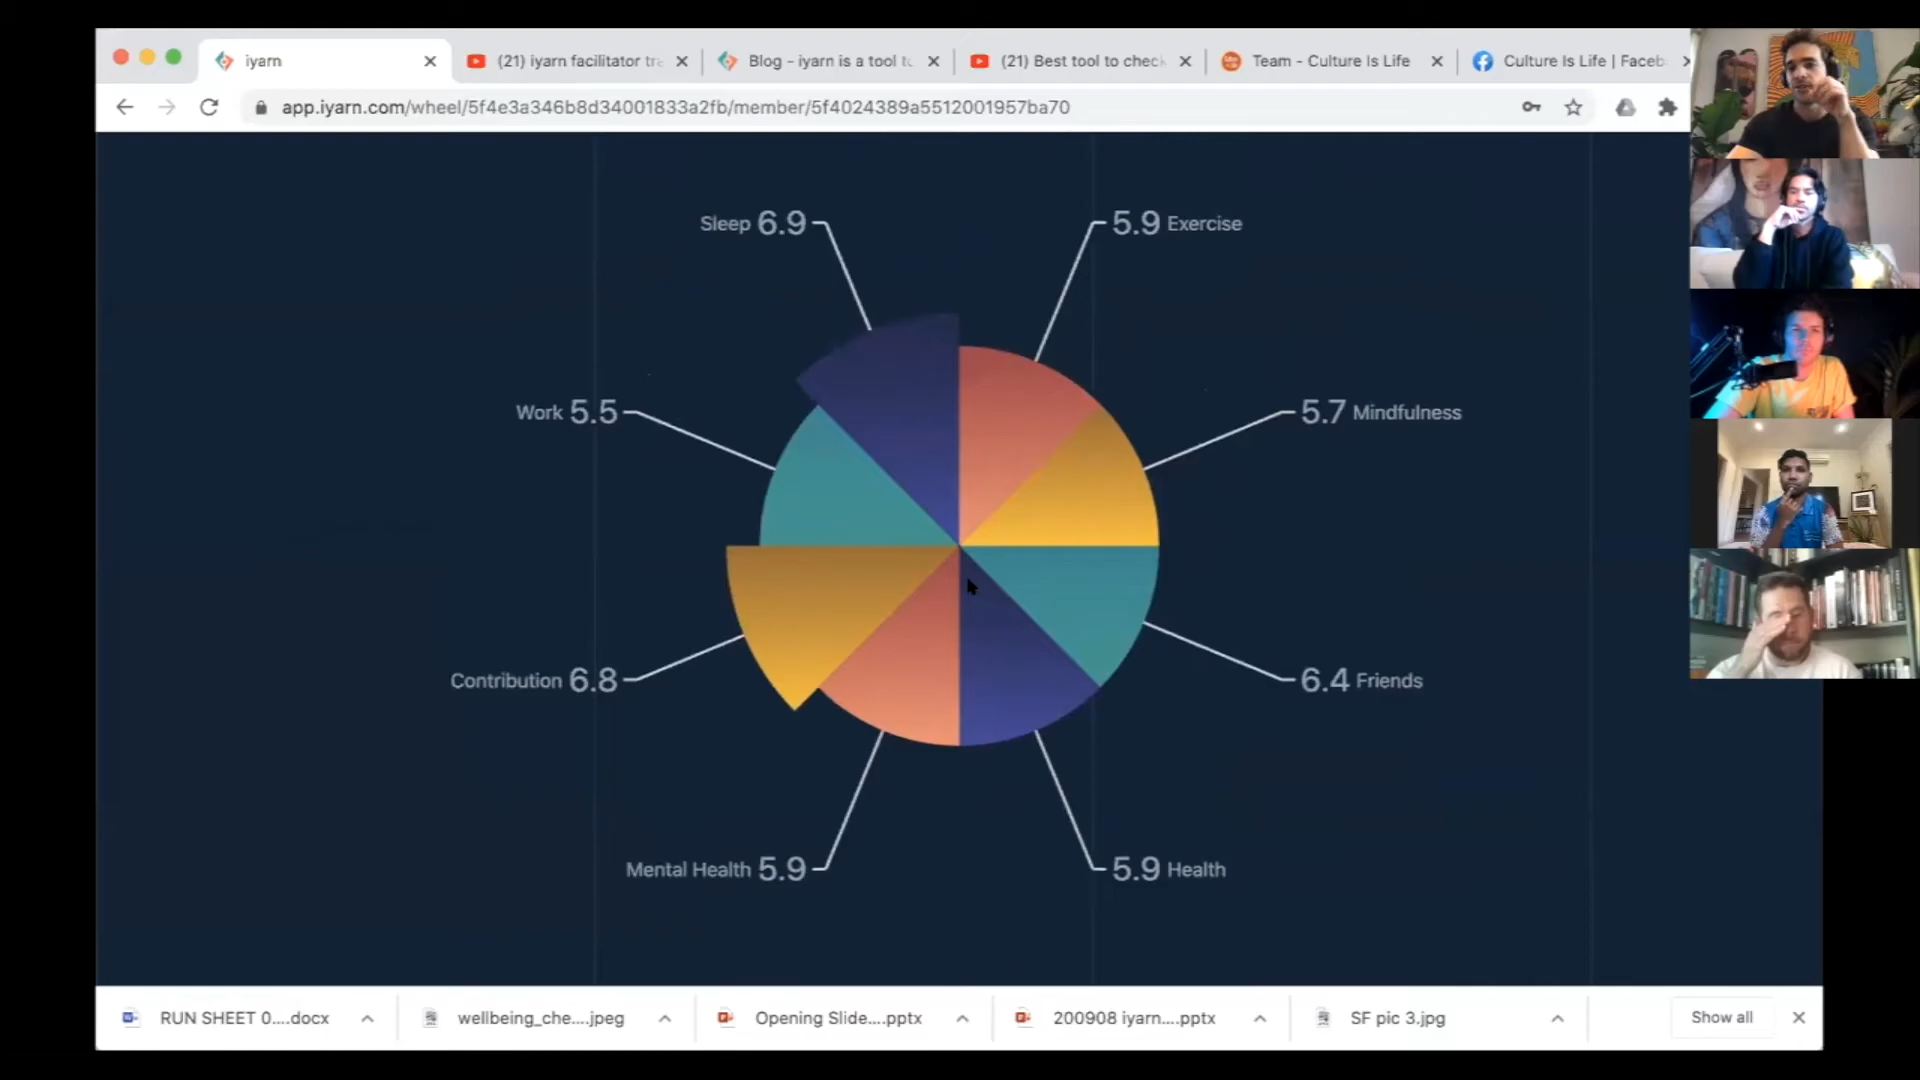 iyarn
(21) iyarn facilitator tra
Blog - iyarn is a tool to
(21) Best tool to check
Team - Culture Is Life
Culture Is Life | Faceb
app.iyarn.com/wheel/5f4e3a346b8d34001833a2fb/member/5f4024389a5512001957ba70
Sleep 6.9
5.9 Exercise
Work 5.5
5.7 Mindfulness
Contribution 6.8
6.4 Friends
Mental Health 5.9
5.9 Health
RUN SHEET 0....docx
wellbeing_che....jpeg
Opening Slide....pptx
200908 iyarn....pptx
SF pic 3.jpg
Show all